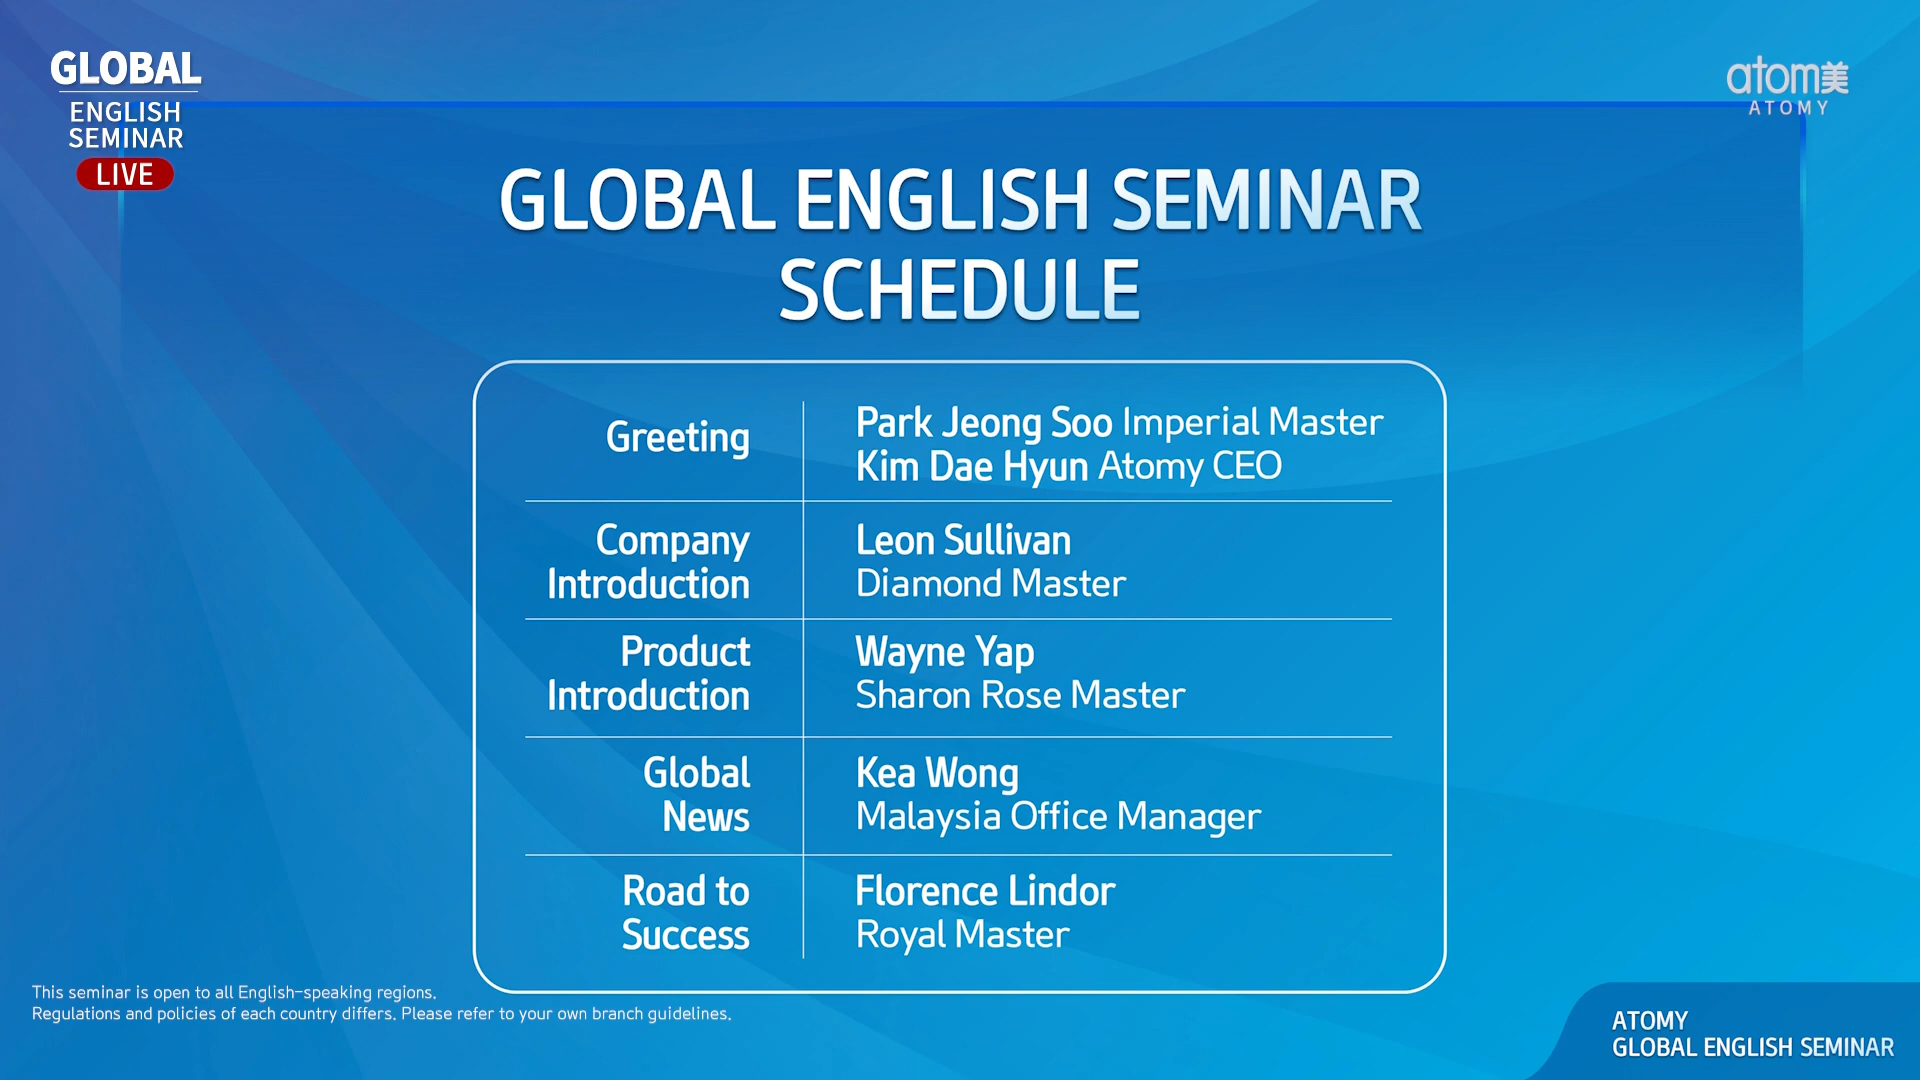 GLOBAL
ENGLISH
SEMINAR
LIVE
atom美
ATOMY
GLOBAL ENGLISH SEMINAR
SCHEDULE
Greeting
Park Jeong Soo Imperial Master
Kim Dae Hyun Atomy CEO
Company
Introduction
Leon Sullivan
Diamond Master
Product
Introduction
Wayne Yap
Sharon Rose Master
Global
News
Kea Wong
Malaysia Office Manager
Road to
Success
Florence Lindor
Royal Master
This seminar is open to all English-speaking regions.
Regulations and policies of each country differs. Please refer to your own branch guidelines.
ATOMY
GLOBAL ENGLISH SEMINAR